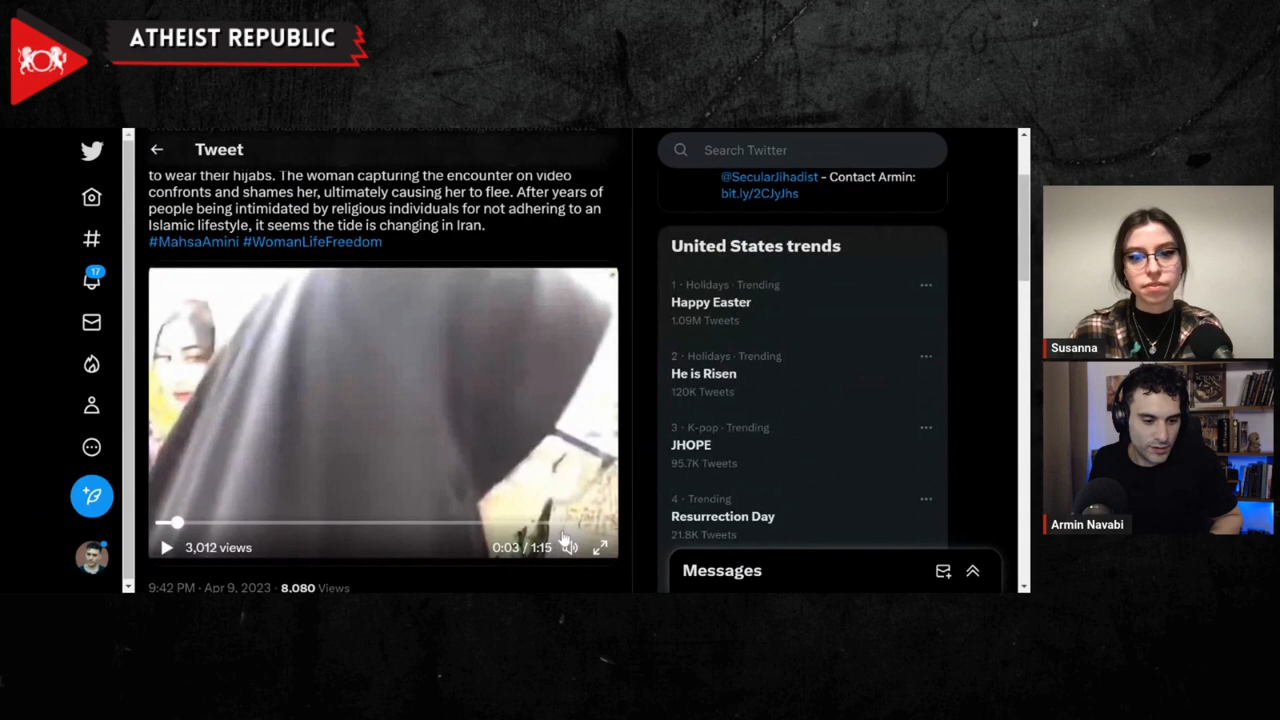 ATHEIST REPUBLIC
Tweet
to wear their hijabs. The woman capturing the encounter on video
confronts and shames her, ultimately causing her to flee. After years of
people being intimidated by religious individuals for not adhering to an
Islamic lifestyle, it seems the tide is changing in Iran.
#MahsaAmini #WomanLifeFreedom
3,012 views
0:03 / 1:15
9:42 PM · Apr 9, 2023 · 8,080 Views
17
Search Twitter
@SecularJihadist - Contact Armin:
bit.ly/2CJyJhs
United States trends
1 · Holidays · Trending
Happy Easter
1.09M Tweets
2 · Holidays · Trending
He is Risen
120K Tweets
3 · K-pop · Trending
JHOPE
95.7K Tweets
4 · Trending
Resurrection Day
21.8K Tweets
Messages
Susanna
Armin Navabi